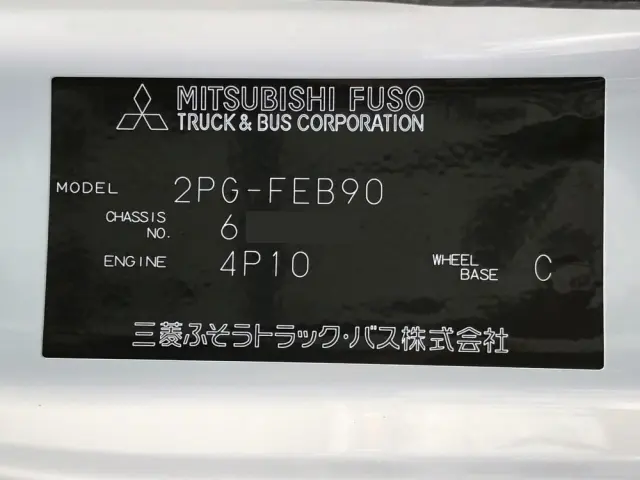 MITSUBISHI FUSO
TRUCK & BUS CORPORATION
MODEL 2PG-FEB90
CHASSIS NO. 6
ENGINE 4P10 WHEEL BASE C
三菱ふそうトラック・バス株式会社